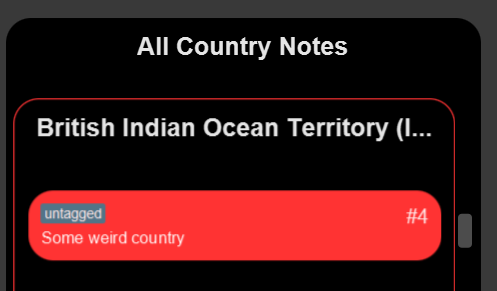 All Country Notes
British Indian Ocean Territory (I...
untagged
#4
Some weird country